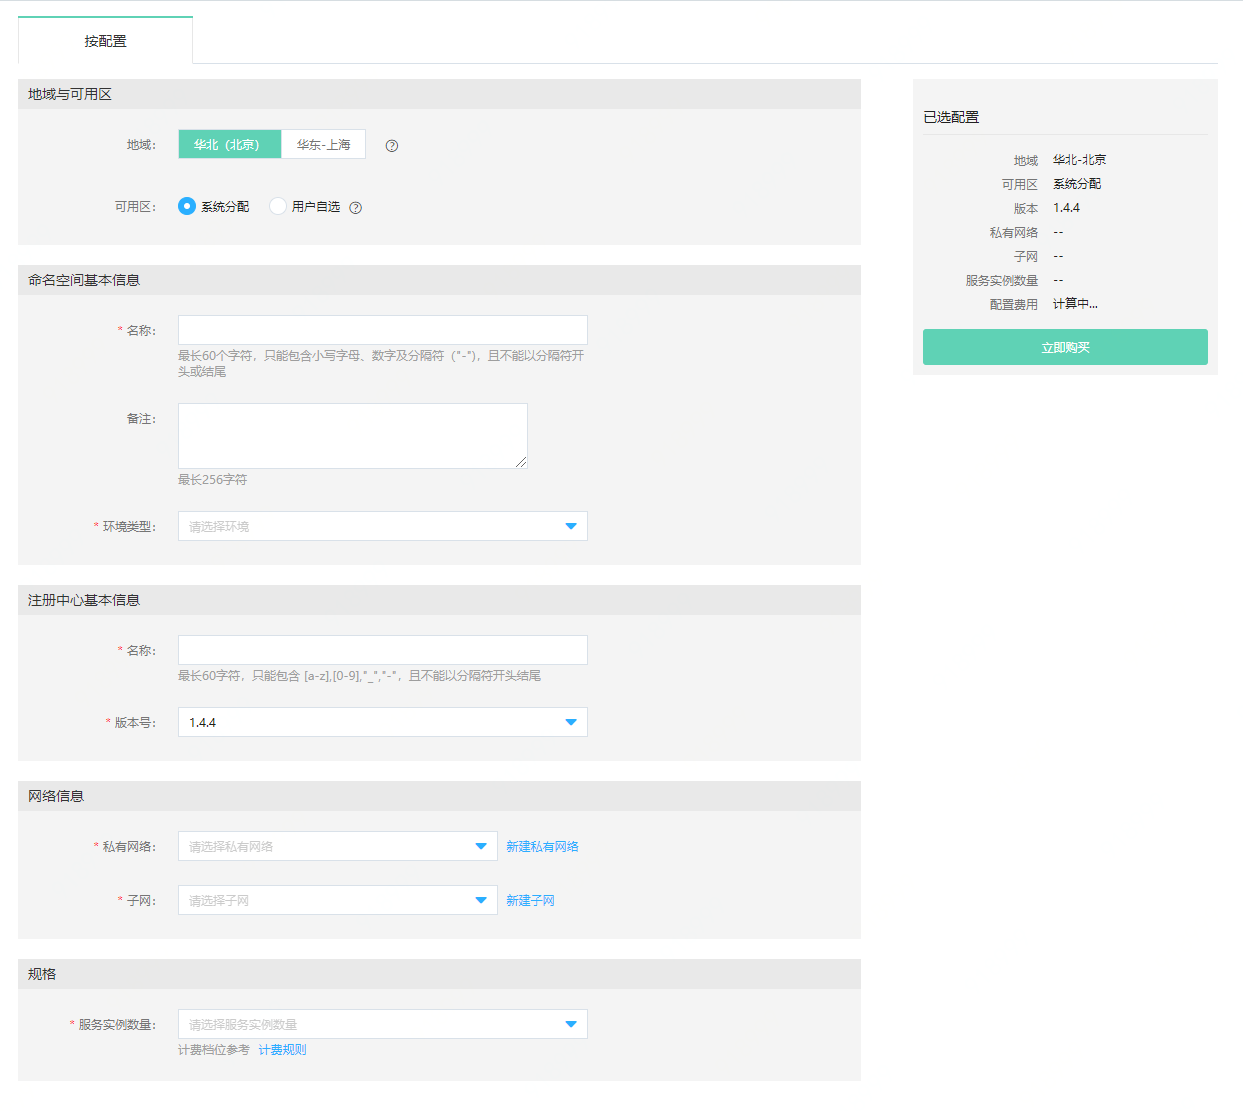 按配置
地域与可用区
地域：
华北（北京）
华东-上海
可用区：
系统分配
用户自选
命名空间基本信息
* 名称：
最长60个字符，只能包含小写字母、数字及分隔符（"-"），且不能以分隔符开
头或结尾
备注：
最长256字符
* 环境类型：
请选择环境
注册中心基本信息
* 名称：
最长60字符，只能包含 [a-z],[0-9],"_","-"，且不能以分隔符开头结尾
* 版本号：
1.4.4
网络信息
* 私有网络：
请选择私有网络
新建私有网络
* 子网：
请选择子网
新建子网
规格
* 服务实例数量：
请选择服务实例数量
计费档位参考 计费规则
已选配置
地域 华北-北京
可用区 系统分配
版本 1.4.4
私有网络 --
子网 --
服务实例数量 --
配置费用 计算中...
立即购买